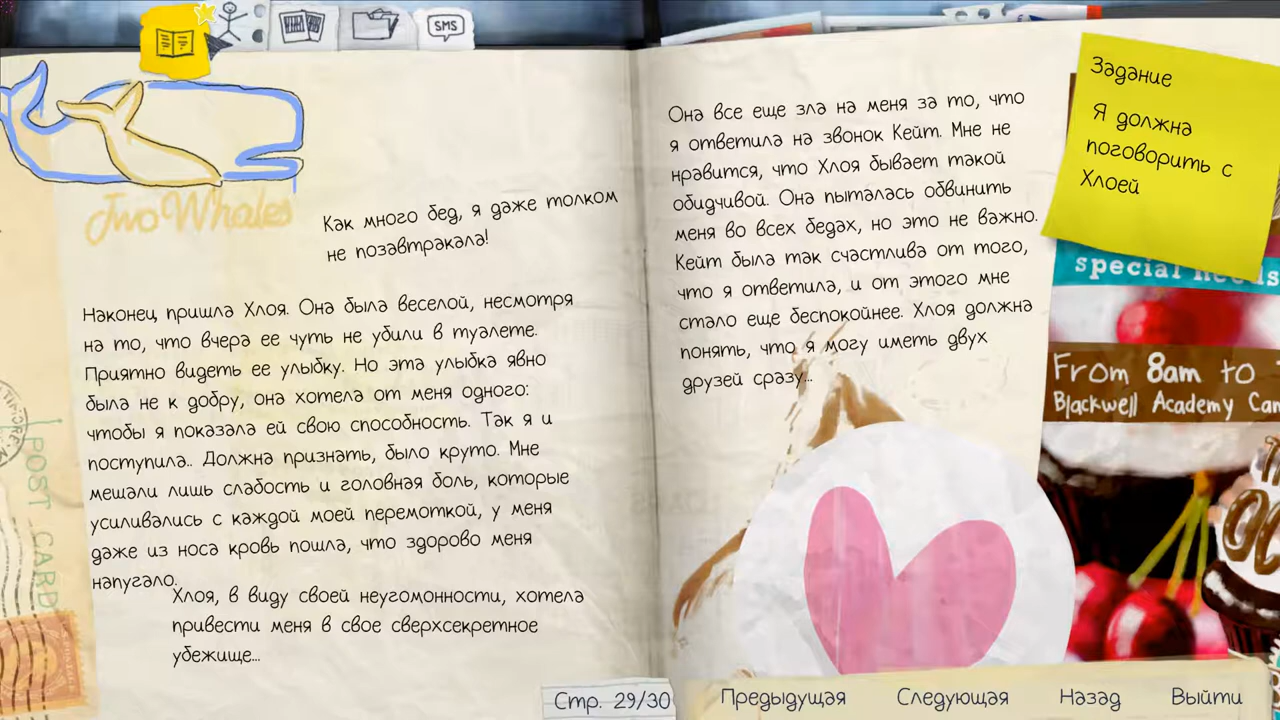 SMS
Two Whales
Как много бед, я даже толком
не позавтракала!
Наконец пришла Хлоя. Она была веселой, несмотря
на то, что вчера ее чуть не убили в туалете.
Приятно видеть ее улыбку. Но эта улыбка явно
была не к добру, она хотела от меня одного:
чтобы я показала ей свою способность. Так я и
поступила.. Должна признать, было круто. Мне
мешали лишь слабость и головная боль, которые
усиливались с каждой моей перемоткой, у меня
даже из носа кровь пошла, что здорово меня
напугало.
Хлоя, в виду своей неугомонности, хотела
привести меня в свое сверхсекретное
убежище...
POST CARD
Она все еще зла на меня за то, что
я ответила на звонок Кейт. Мне не
нравится, что Хлоя бывает такой
обидчивой. Она пыталась обвинить
меня во всех бедах, но это не важно.
Кейт была так счастлива от того,
что я ответила, и от этого мне
стало еще беспокойнее. Хлоя должна
понять, что я могу иметь двух
друзей сразу...
Задание
Я должна
поговорить с
Хлоей
special needs
From 8am to
Blackwell Academy Cam
Стр. 29/30
Предыдущая Следующая Назад Выйти